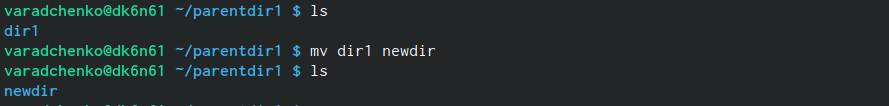 varadchenko@dk6n61 ~/parentdir1 $ ls
dir1
varadchenko@dk6n61 ~/parentdir1 $ mv dir1 newdir
varadchenko@dk6n61 ~/parentdir1 $ ls
newdir